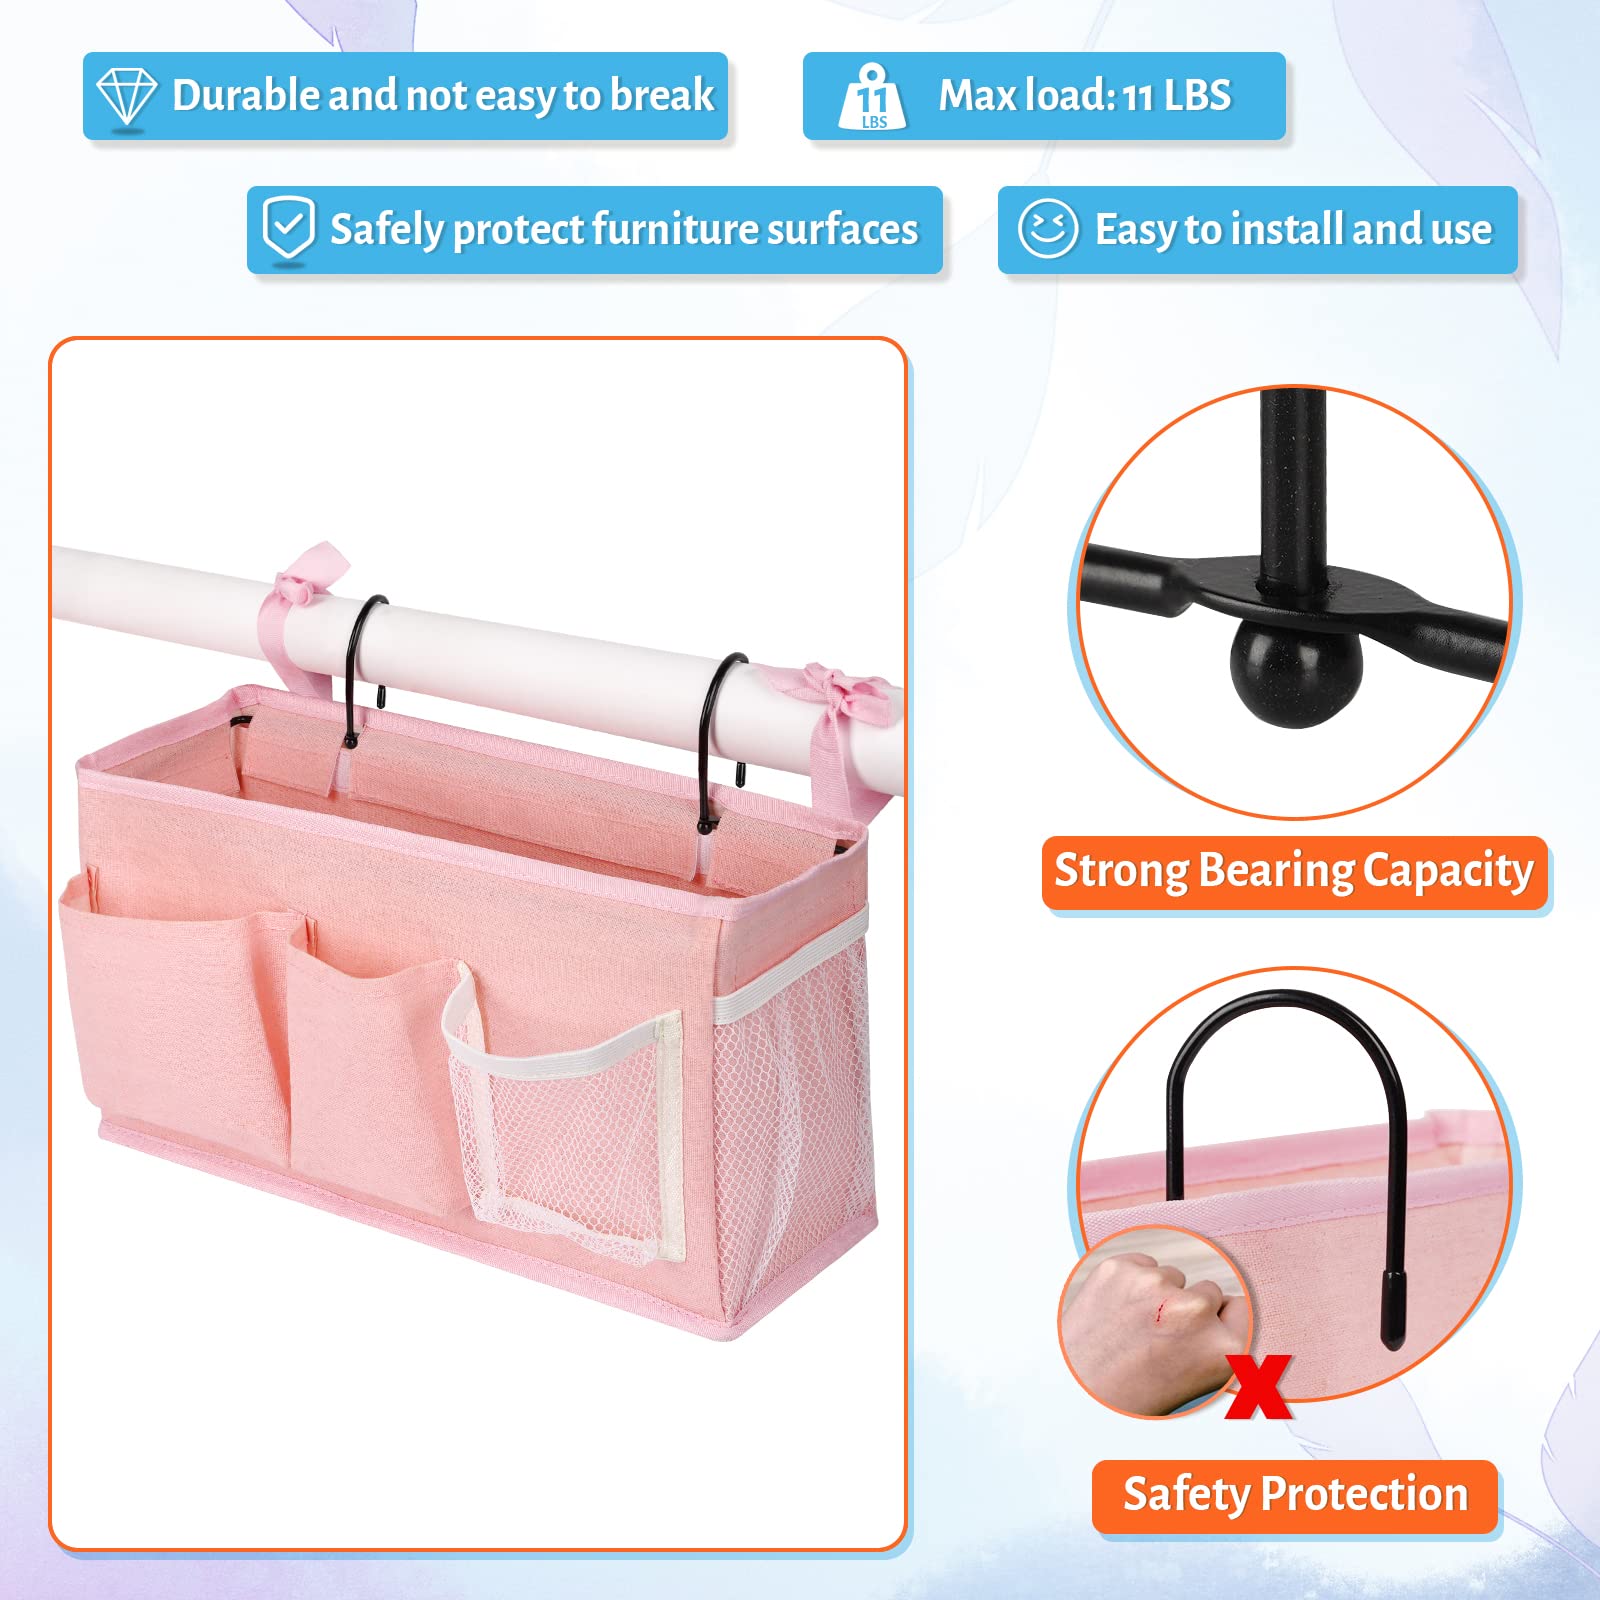 Durable and not easy to break
11
LBS
Max load: 11 LBS
Safely protect furniture surfaces
Easy to install and use
Strong Bearing Capacity
Safety Protection